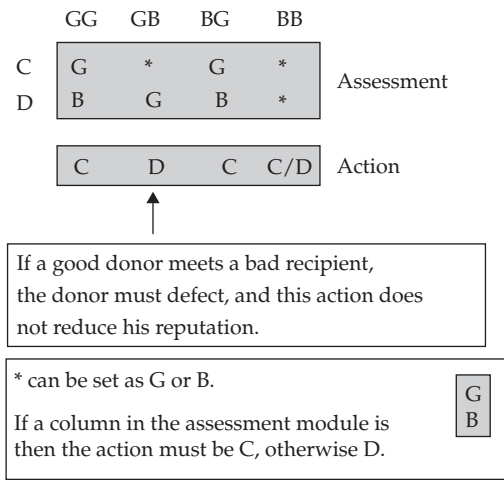 GG GB BG BB
C G * G *
Assessment
D B G B *
C D C C/D Action
If a good donor meets a bad recipient,
the donor must defect, and this action does
not reduce his reputation.
* can be set as G or B.
G
B
If a column in the assessment module is
then the action must be C, otherwise D.